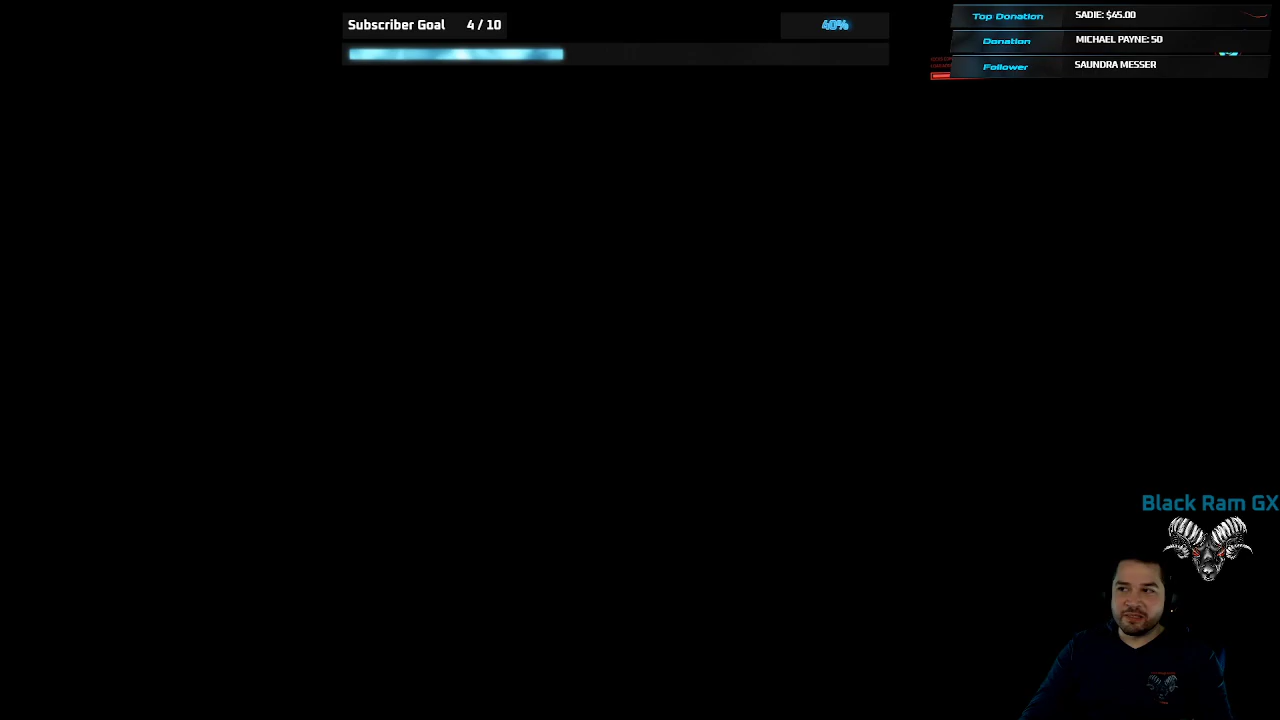 Subscriber Goal 4 / 10
40%
Top Donation SADIE: $45.00
Donation MICHAEL PAYNE: 50
Follower SAUNDRA MESSER
Black Ram GX